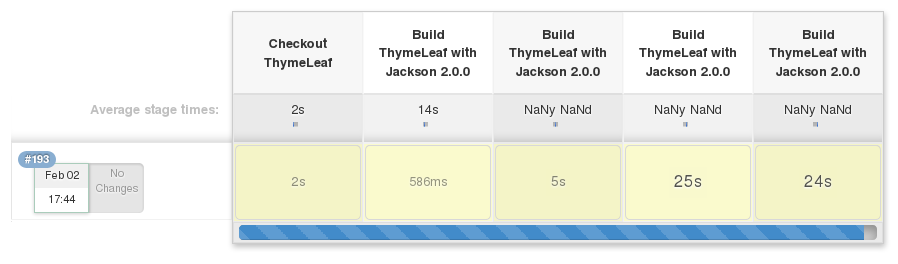 Checkout
ThymeLeaf
Build
ThymeLeaf with
Jackson 2.0.0
Build
ThymeLeaf with
Jackson 2.0.0
Build
ThymeLeaf with
Jackson 2.0.0
Build
ThymeLeaf with
Jackson 2.0.0
Average stage times:
2s
14s
NaNy NaNd
NaNy NaNd
NaNy NaNd
#193
Feb 02
17:44
No
Changes
2s
586ms
5s
25s
24s